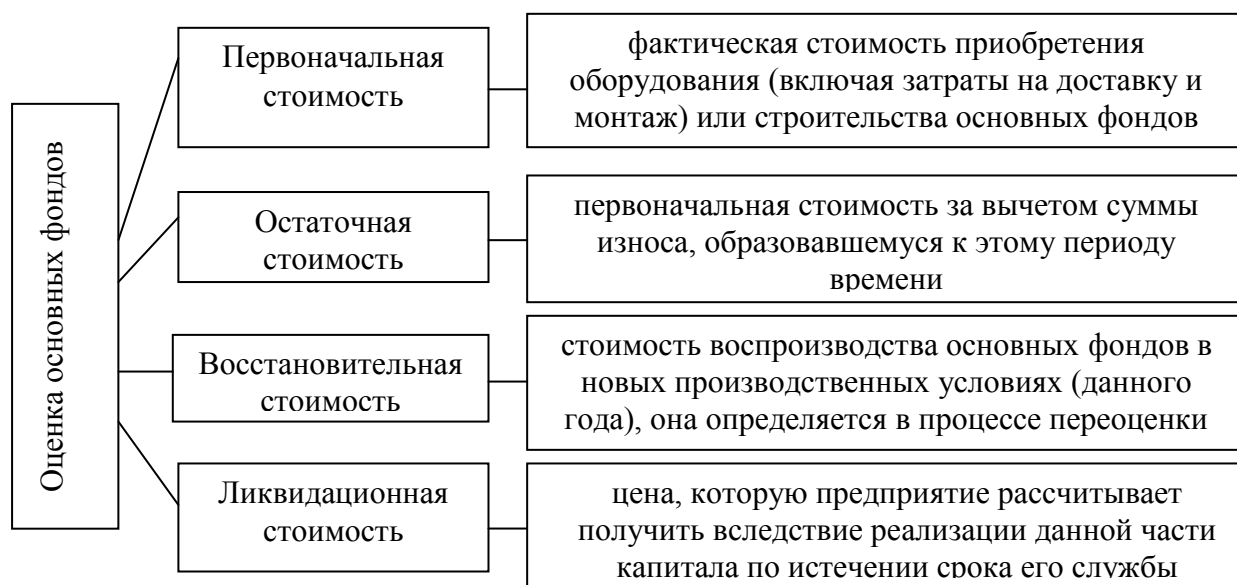 Оценка основных фондов
Первоначальная
стоимость
фактическая стоимость приобретения
оборудования (включая затраты на доставку и
монтаж) или строительства основных фондов
Остаточная
стоимость
первоначальная стоимость за вычетом суммы
износа, образовавшемуся к этому периоду
времени
Восстановительная
стоимость
стоимость воспроизводства основных фондов в
новых производственных условиях (данного
года), она определяется в процессе переоценки
Ликвидационная
стоимость
цена, которую предприятие рассчитывает
получить вследствие реализации данной части
капитала по истечении срока его службы